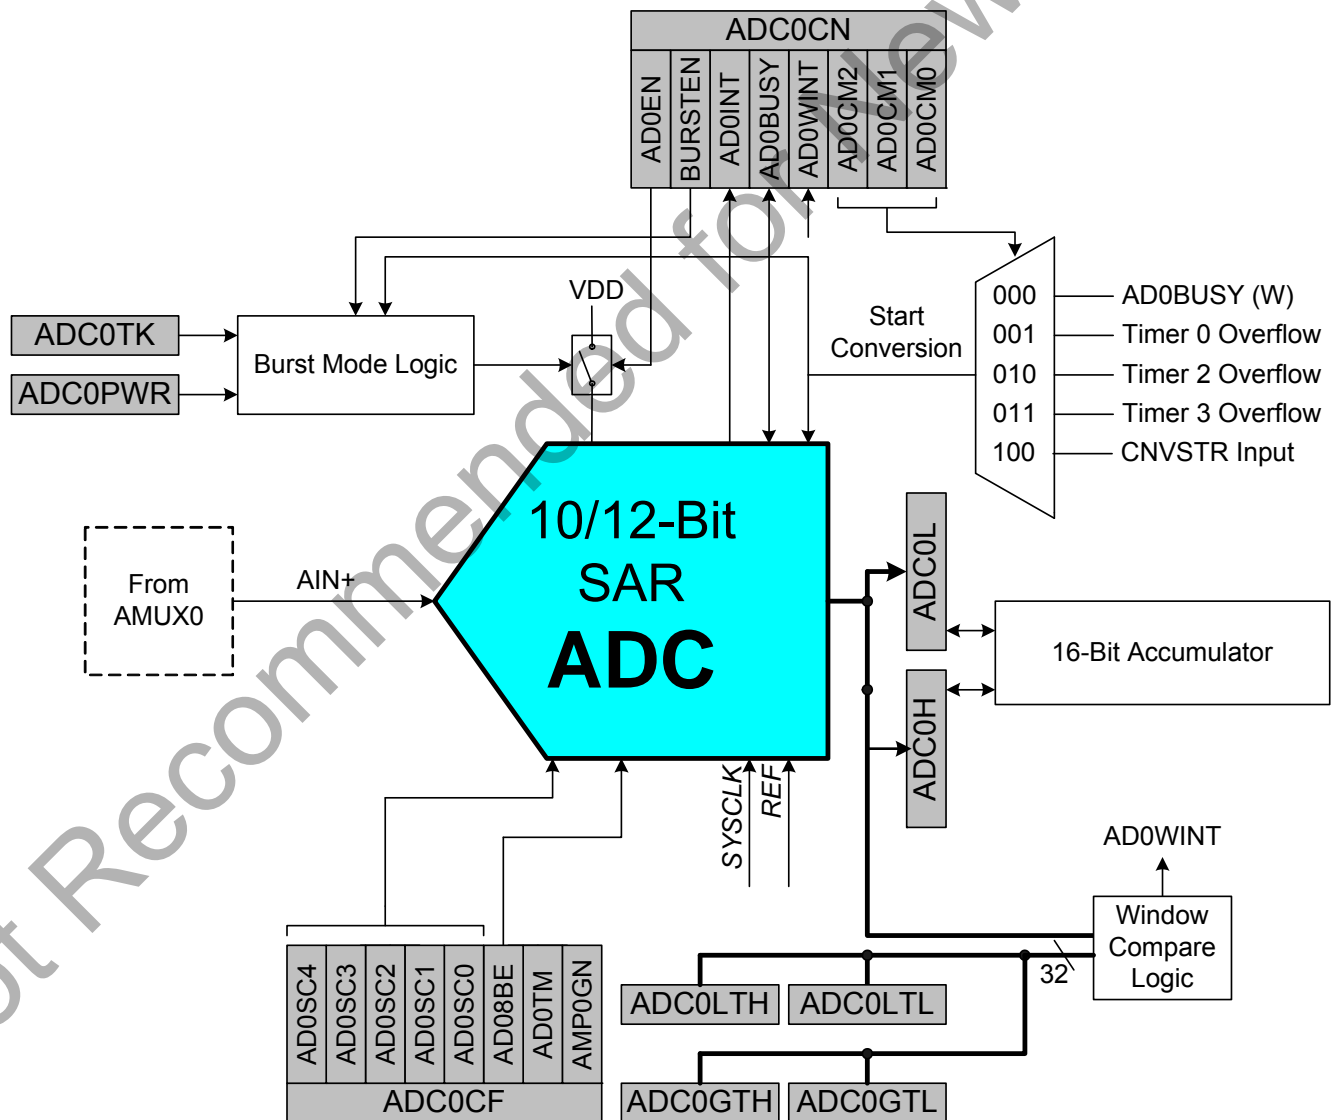 ADC0CN
AD0EN
BURSTEN
AD0INT
AD0BUSY
AD0WINT
AD0CM2
AD0CM1
AD0CM0
VDD
ADC0TK
ADC0PWR
Burst Mode Logic
Start
Conversion
000
AD0BUSY (W)
001
Timer 0 Overflow
010
Timer 2 Overflow
011
Timer 3 Overflow
100
CNVSTR Input
From
AMUX0
AIN+
10/12-Bit
SAR
ADC
ADC0L
ADC0H
16-Bit Accumulator
SYSCLK
REF
AD0WINT
Window
Compare
Logic
32
AD0SC4
AD0SC3
AD0SC2
AD0SC1
AD0SC0
AD08BE
AD0TM
AMP0GN
ADC0CF
ADC0LTH
ADC0LTL
ADC0GTH
ADC0GTL
Recommended for New